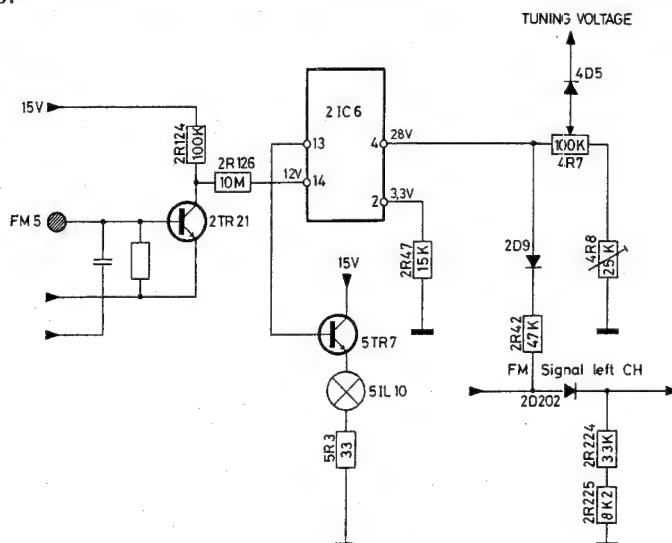 TUNING VOLTAGE
4D5
15V
2R124
100K
2IC6
13
4
28V
100K
4R7
2R126
10M
12V
14
2
3,3V
FM5
2TR21
2R47
15K
2D9
4R8
25K
15V
5TR7
2R42
47K
FM Signal left CH
2D202
5IL10
5R3
33
2R224
33K
2R225
8K2